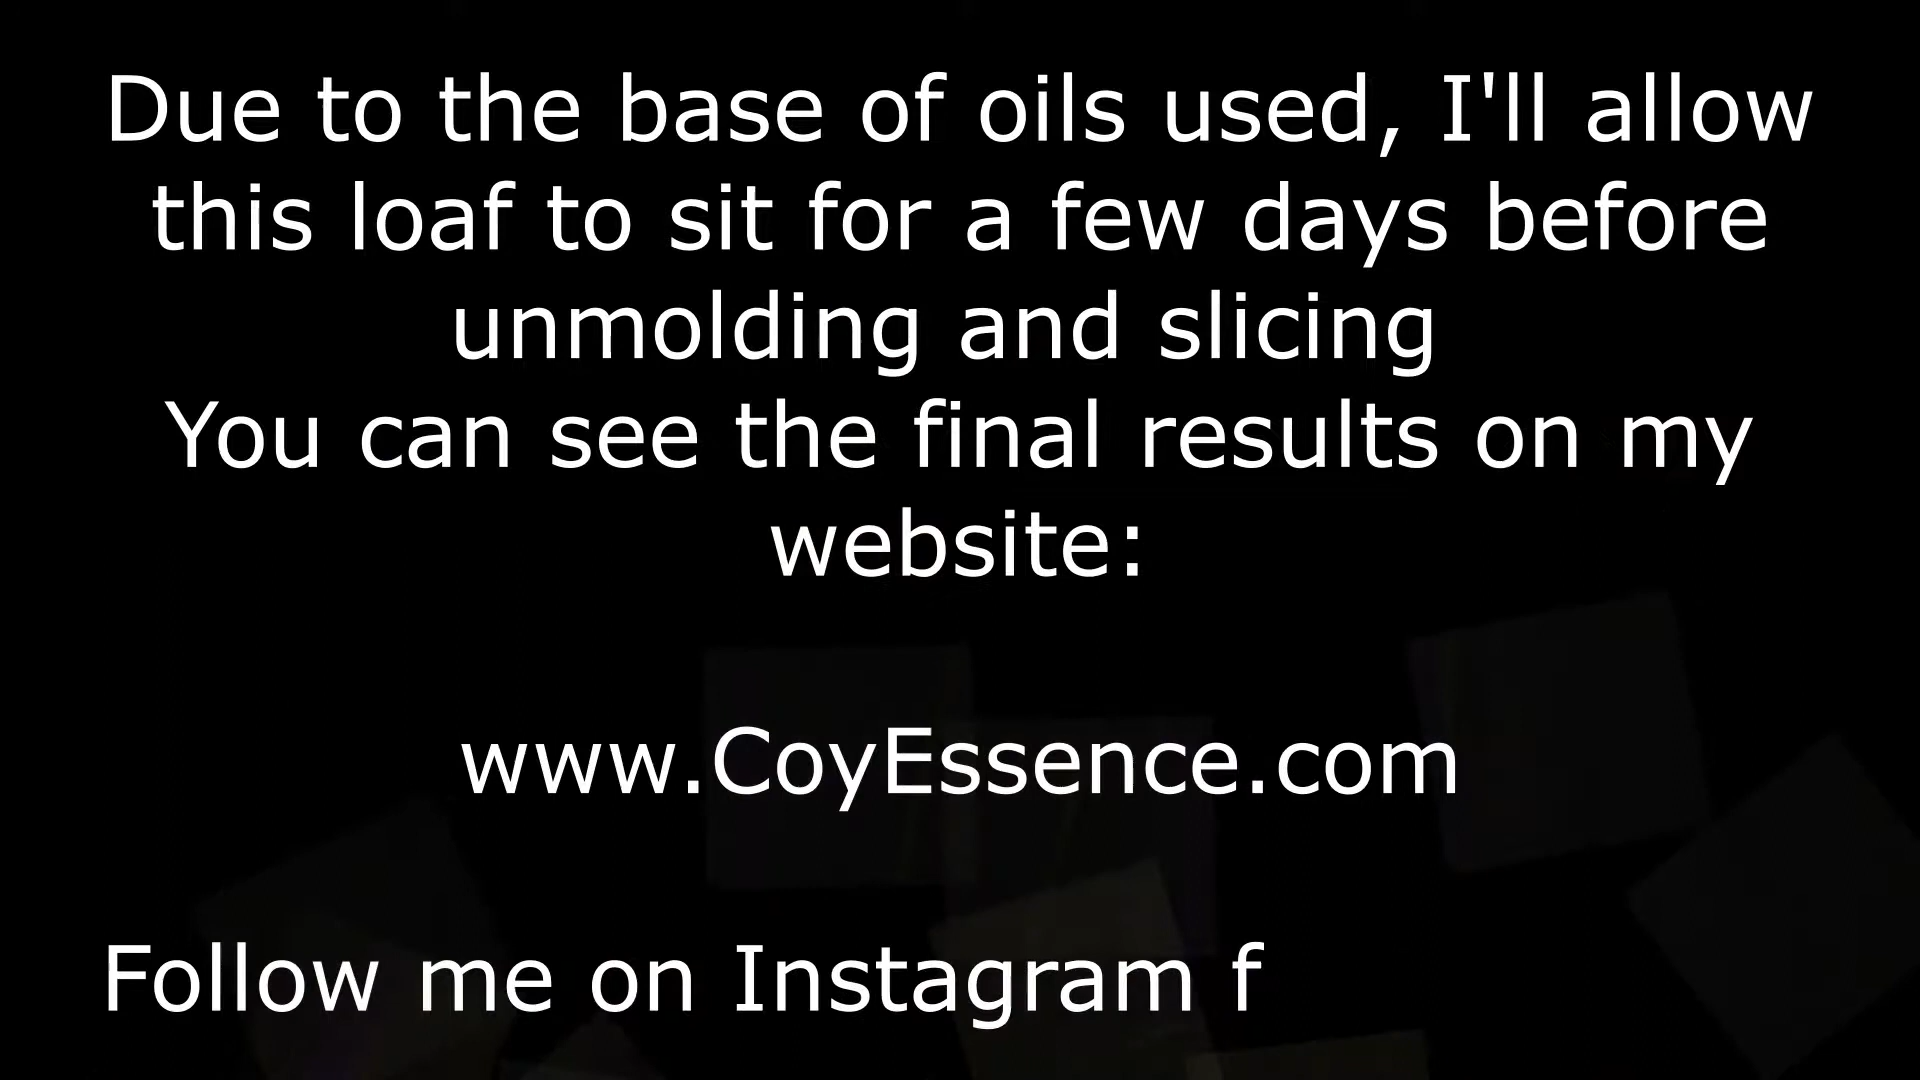 Due to the base of oils used, I'll allow
this loaf to sit for a few days before
unmolding and slicing
You can see the final results on my
website:
www.CoyEssence.com
Follow me on Instagram f